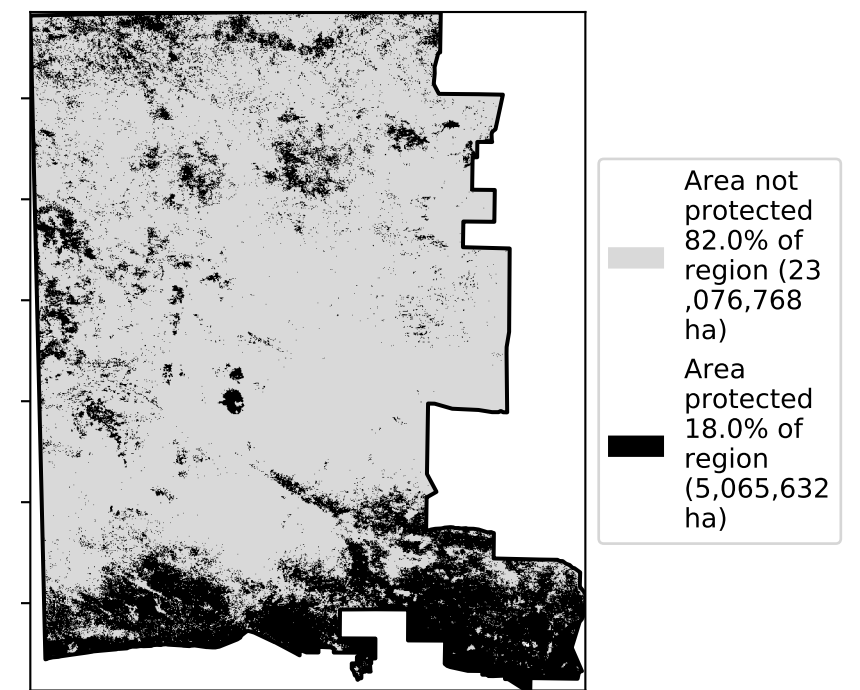 Area not
protected
82.0% of
region (23
,076,768
ha)
Area
protected
18.0% of
region
(5,065,632
ha)